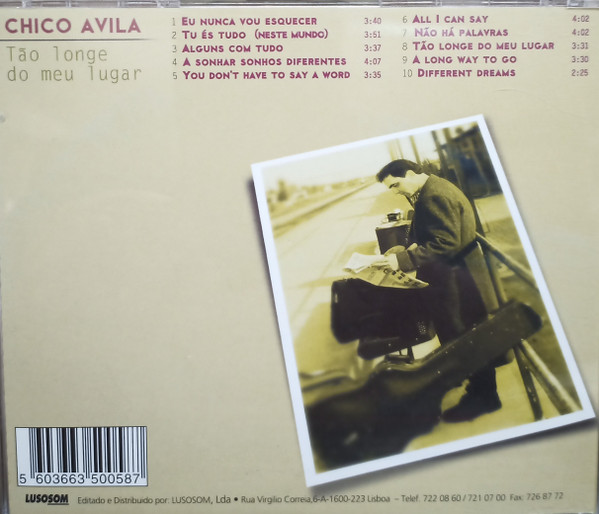 CHICO AVILA
Tão longe
do meu lugar
1 EU NUNCA VOU ESQUECER 3:40
2 TU ÉS TUDO (NESTE MUNDO) 3:51
3 ALGUNS COM TUDO 3:37
4 A SONHAR SONHOS DIFERENTES 4:07
5 YOU DON'T HAVE TO SAY A WORD 3:35
6 ALL I CAN SAY 4:02
7 NÃO HÁ PALAVRAS 4:02
8 TÃO LONGE DO MEU LUGAR 3:31
9 A LONG WAY TO GO 3:30
10 DIFFERENT DREAMS 2:25
5 603663 500587
LUSOSOM Editado e Distribuido por: LUSOSOM, Lda • Rua Virgílio Correia,6-A-1600-223 Lisboa – Telef. 722 08 60 / 721 07 00 Fax. 726 87 72